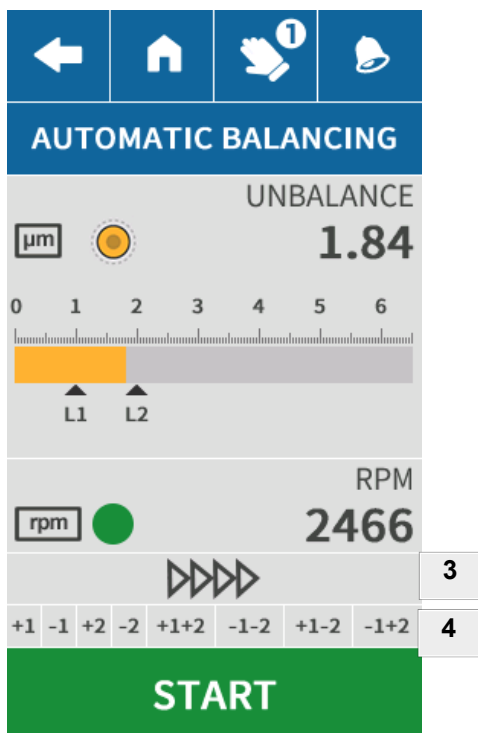 1
AUTOMATIC BALANCING
UNBALANCE
µm 1.84
0 1 2 3 4 5 6
L1 L2
RPM
rpm 2466
3
+1 -1 +2 -2 +1+2 -1-2 +1-2 -1+2 4
START